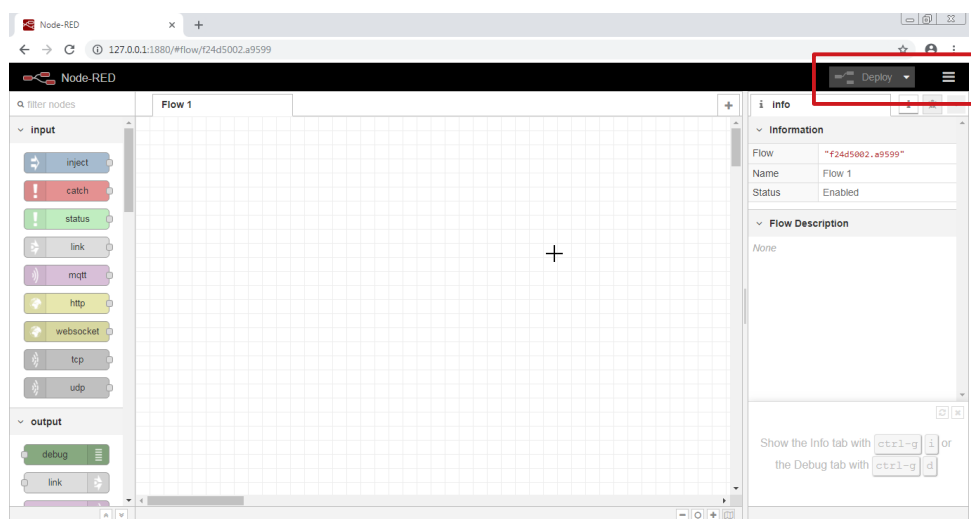 Node-RED
127.0.0.1:1880/#flow/f24d5002.a9599
Node-RED
Deploy
filter nodes
Flow 1
i info
input
Information
inject
Flow "f24d5002.a9599"
Name Flow 1
catch
Status Enabled
status
Flow Description
link
None
mqtt
http
websocket
tcp
udp
output
Show the Info tab with ctrl-g i or
the Debug tab with ctrl-g d
debug
link